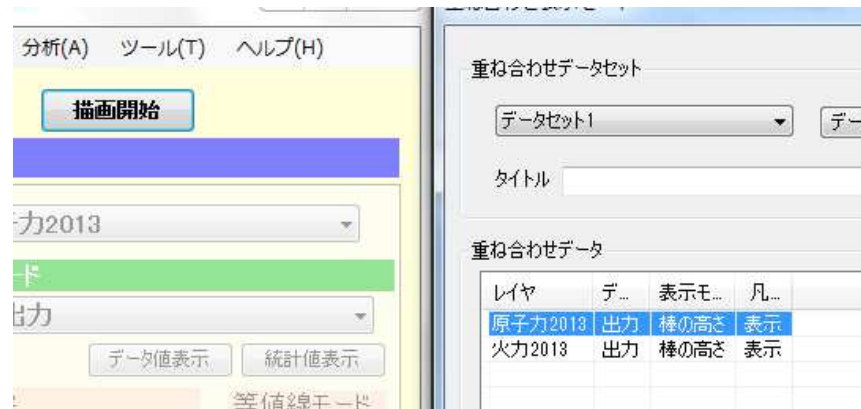 分析(A) ツール(T) ヘルプ(H)
描画開始
子力2013
ード
出力
データ値表示 統計値表示
等値線モード
重ね合わせデータセット
データセット1 デー
タイトル
重ね合わせデータ
レイヤ デ... 表示モ... 凡...
原子力2013 出力 棒の高さ 表示
火力2013 出力 棒の高さ 表示